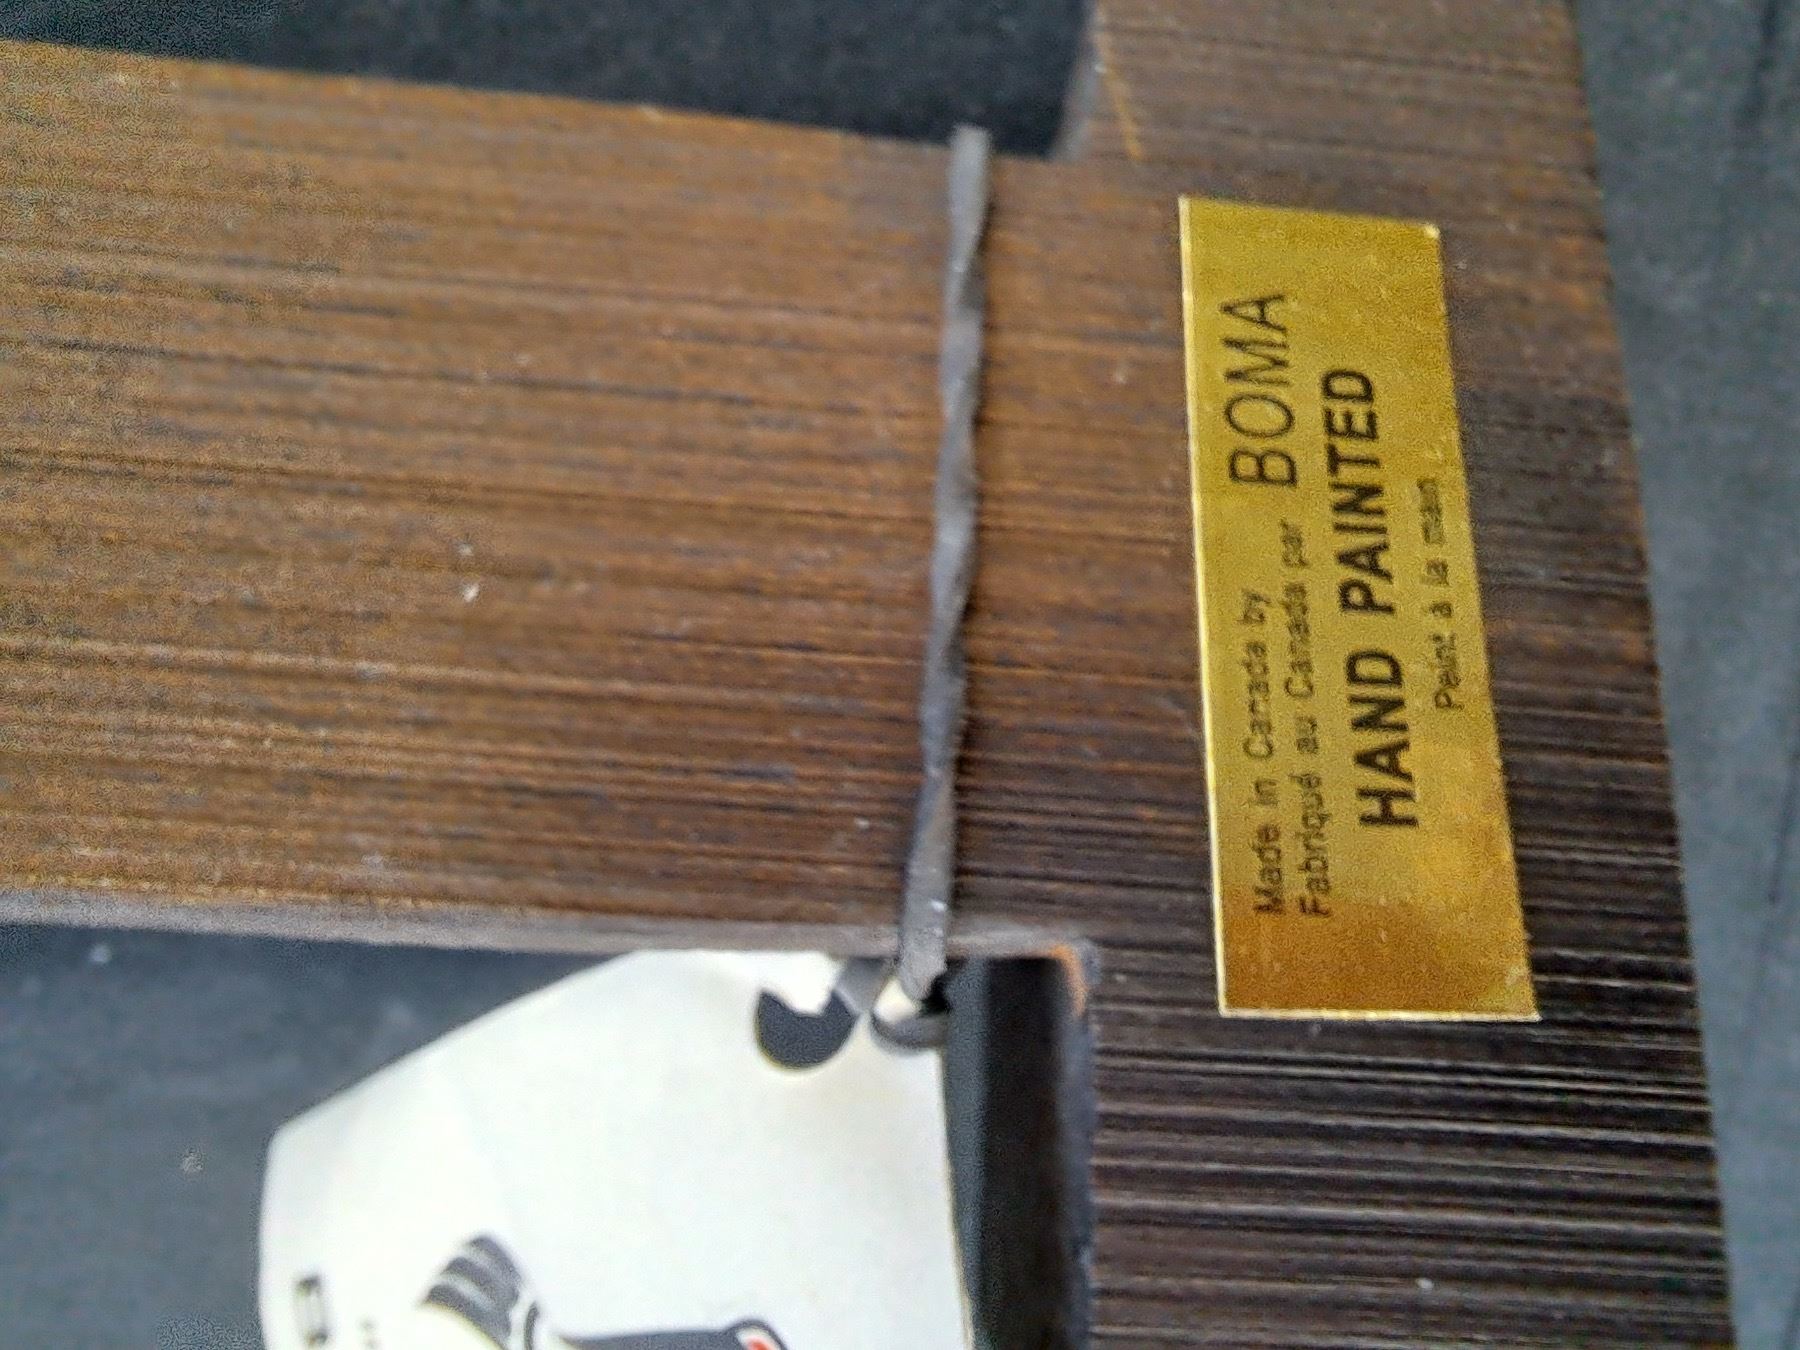 Made in Canada by BOMA
Fabriqué au Canada par
HAND PAINTED
Peint à la main